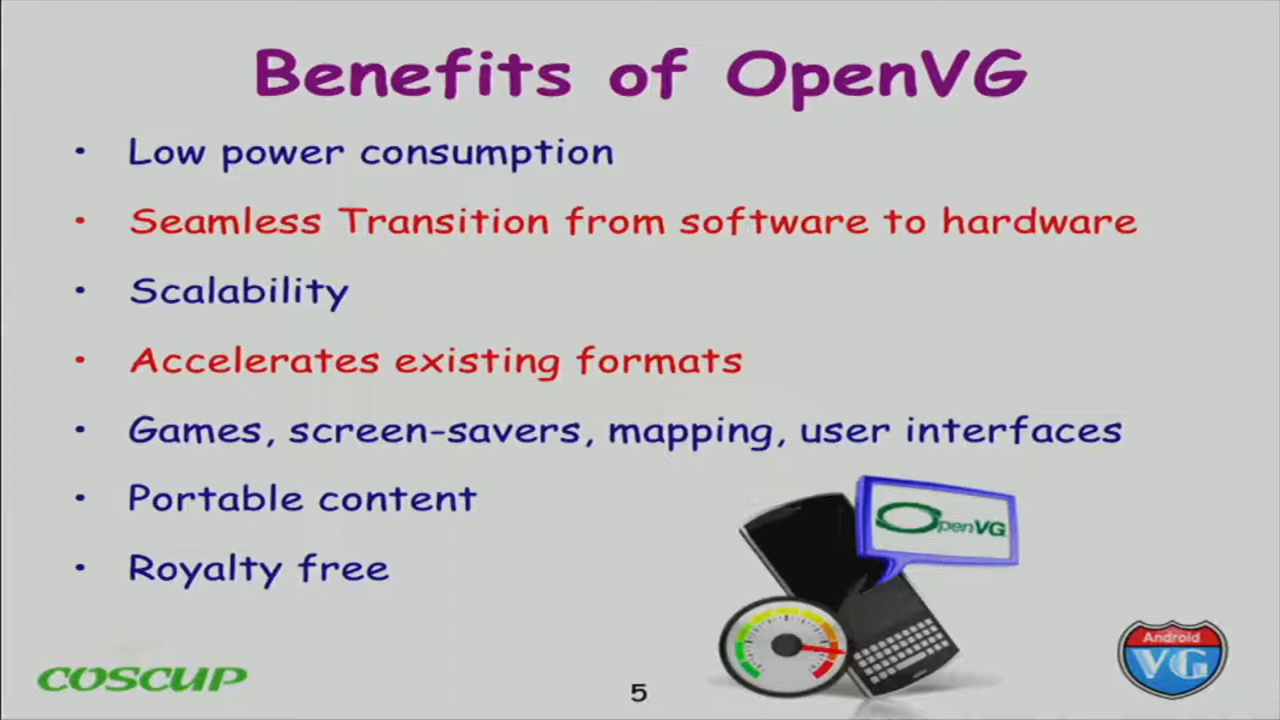 Benefits of OpenVG
• Low power consumption
• Seamless Transition from software to hardware
• Scalability
• Accelerates existing formats
• Games, screen-savers, mapping, user interfaces
• Portable content
• Royalty free
OpenVG
Android
VG
COSCUP
5